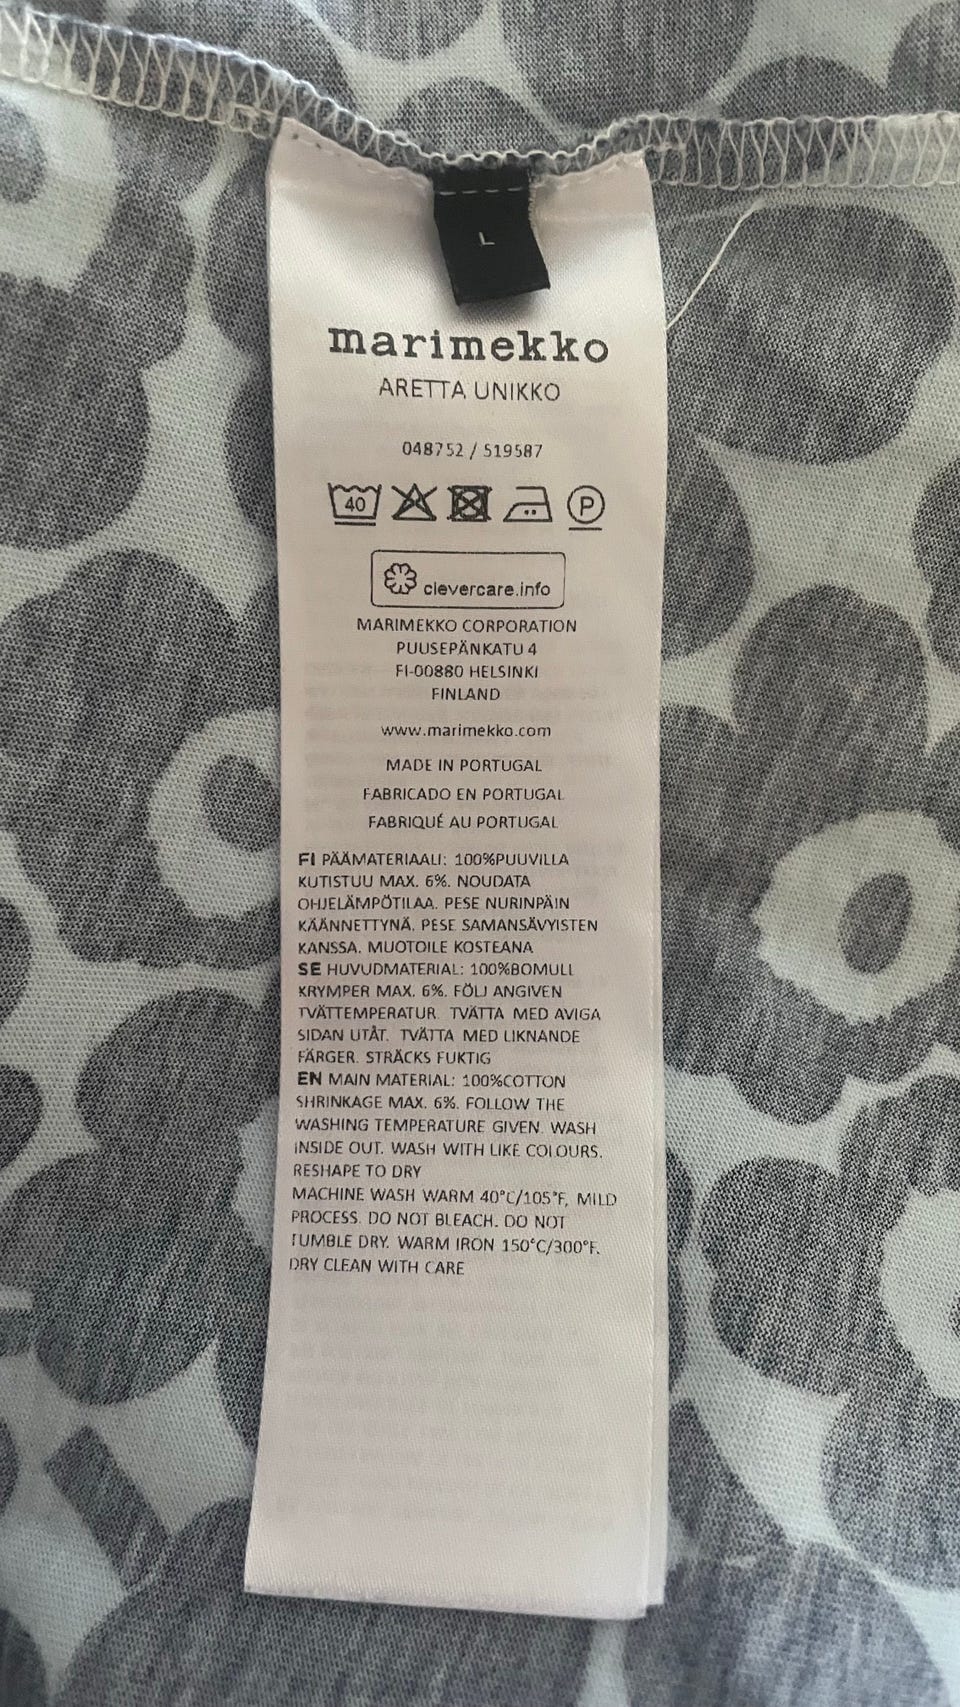 L
marimekko
ARETTA UNIKKO
048752 / 519587
40 P
clevercare.info
MARIMEKKO CORPORATION
PUUSEPÄNKATU 4
FI-00880 HELSINKI
FINLAND
www.marimekko.com
MADE IN PORTUGAL
FABRICADO EN PORTUGAL
FABRIQUÉ AU PORTUGAL
FI PÄÄMATERIAALI: 100%PUUVILLA
KUTISTUU MAX. 6%. NOUDATA
OHJELÄMPÖTILAA. PESE NURINPÄIN
KÄÄNNETTYNÄ. PESE SAMANSÄVYISTEN
KANSSA. MUOTOILE KOSTEANA
SE HUVUDMATERIAL: 100%BOMULL
KRYMPER MAX. 6%. FÖLJ ANGIVEN
TVÄTTEMPERATUR. TVÄTTA MED AVIGA
SIDAN UTÅT. TVÄTTA MED LIKNANDE
FÄRGER. STRÄCKS FUKTIG
EN MAIN MATERIAL: 100%COTTON
SHRINKAGE MAX. 6%. FOLLOW THE
WASHING TEMPERATURE GIVEN. WASH
INSIDE OUT. WASH WITH LIKE COLOURS.
RESHAPE TO DRY
MACHINE WASH WARM 40°C/105°F, MILD
PROCESS. DO NOT BLEACH. DO NOT
TUMBLE DRY. WARM IRON 150°C/300°F.
DRY CLEAN WITH CARE